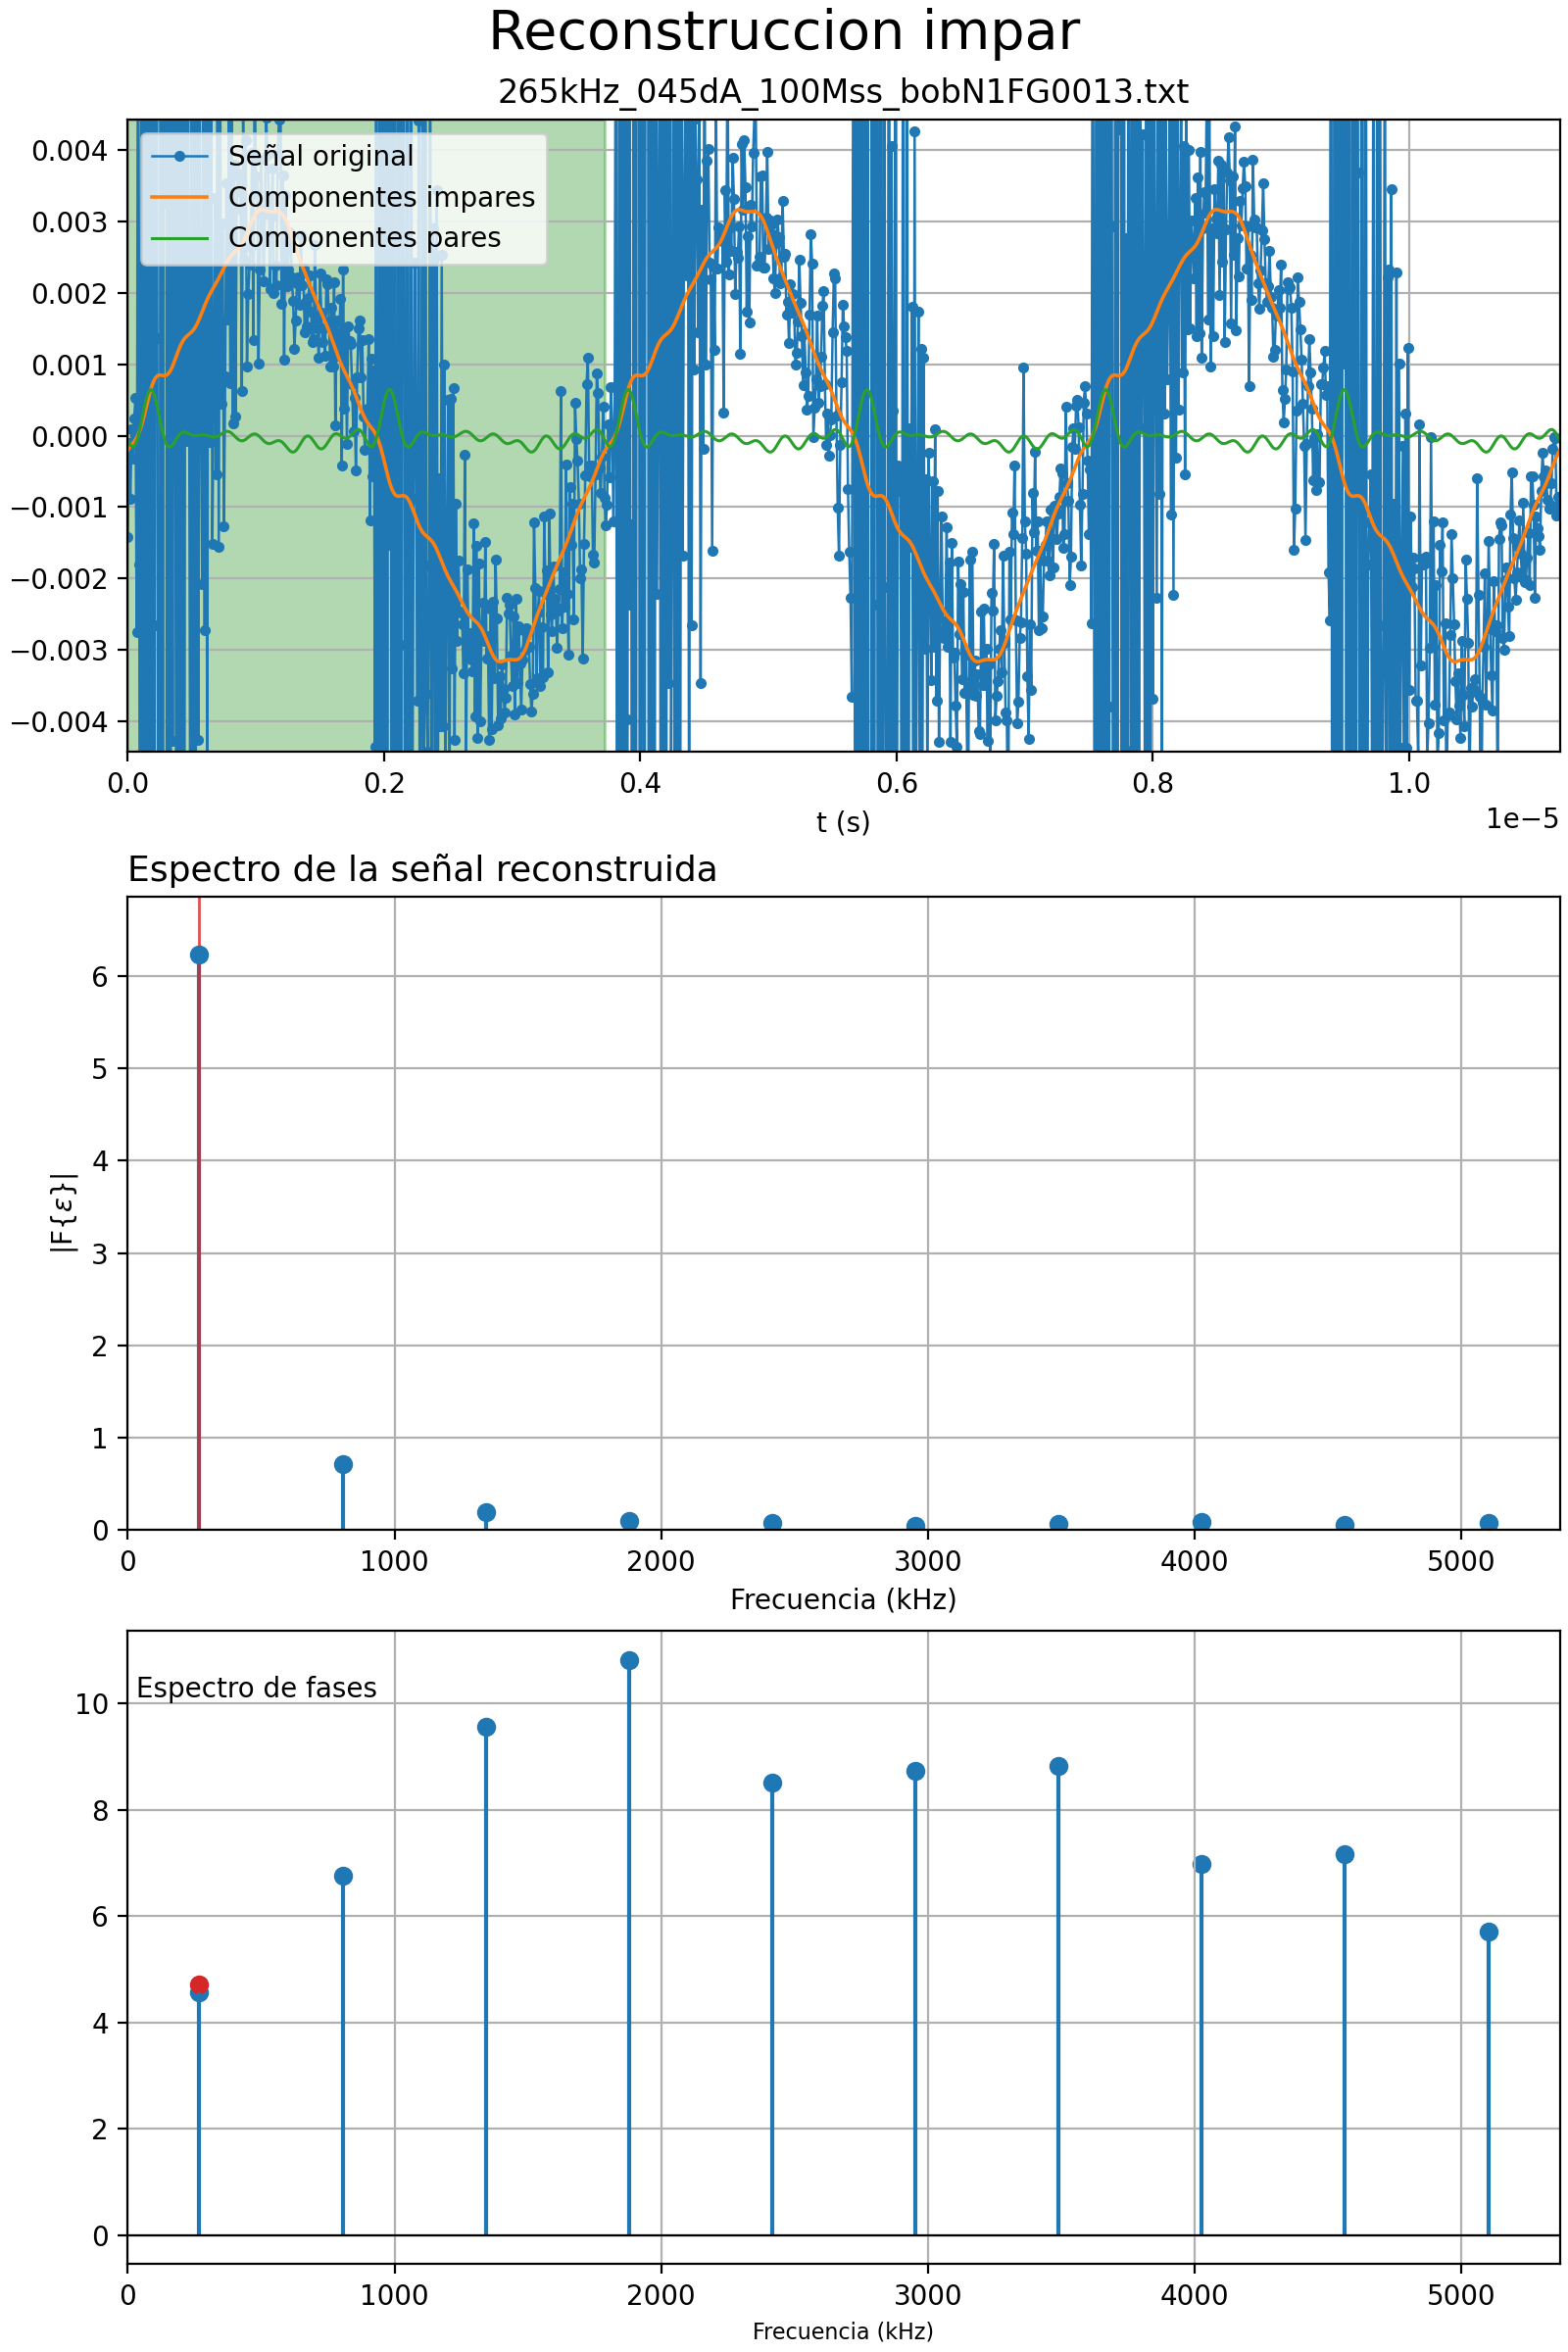 Reconstruccion impar
265kHz_045dA_100Mss_bobN1FG0013.txt
Señal original
Componentes impares
Componentes pares
0.004
0.003
0.002
0.001
0.000
−0.001
−0.002
−0.003
−0.004
0.0 0.2 0.4 0.6 0.8 1.0
1e−5
t (s)
Espectro de la señal reconstruida
6
5
4
3
2
1
0
|F{ε}|
0 1000 2000 3000 4000 5000
Frecuencia (kHz)
Espectro de fases
10
8
6
4
2
0
0 1000 2000 3000 4000 5000
Frecuencia (kHz)